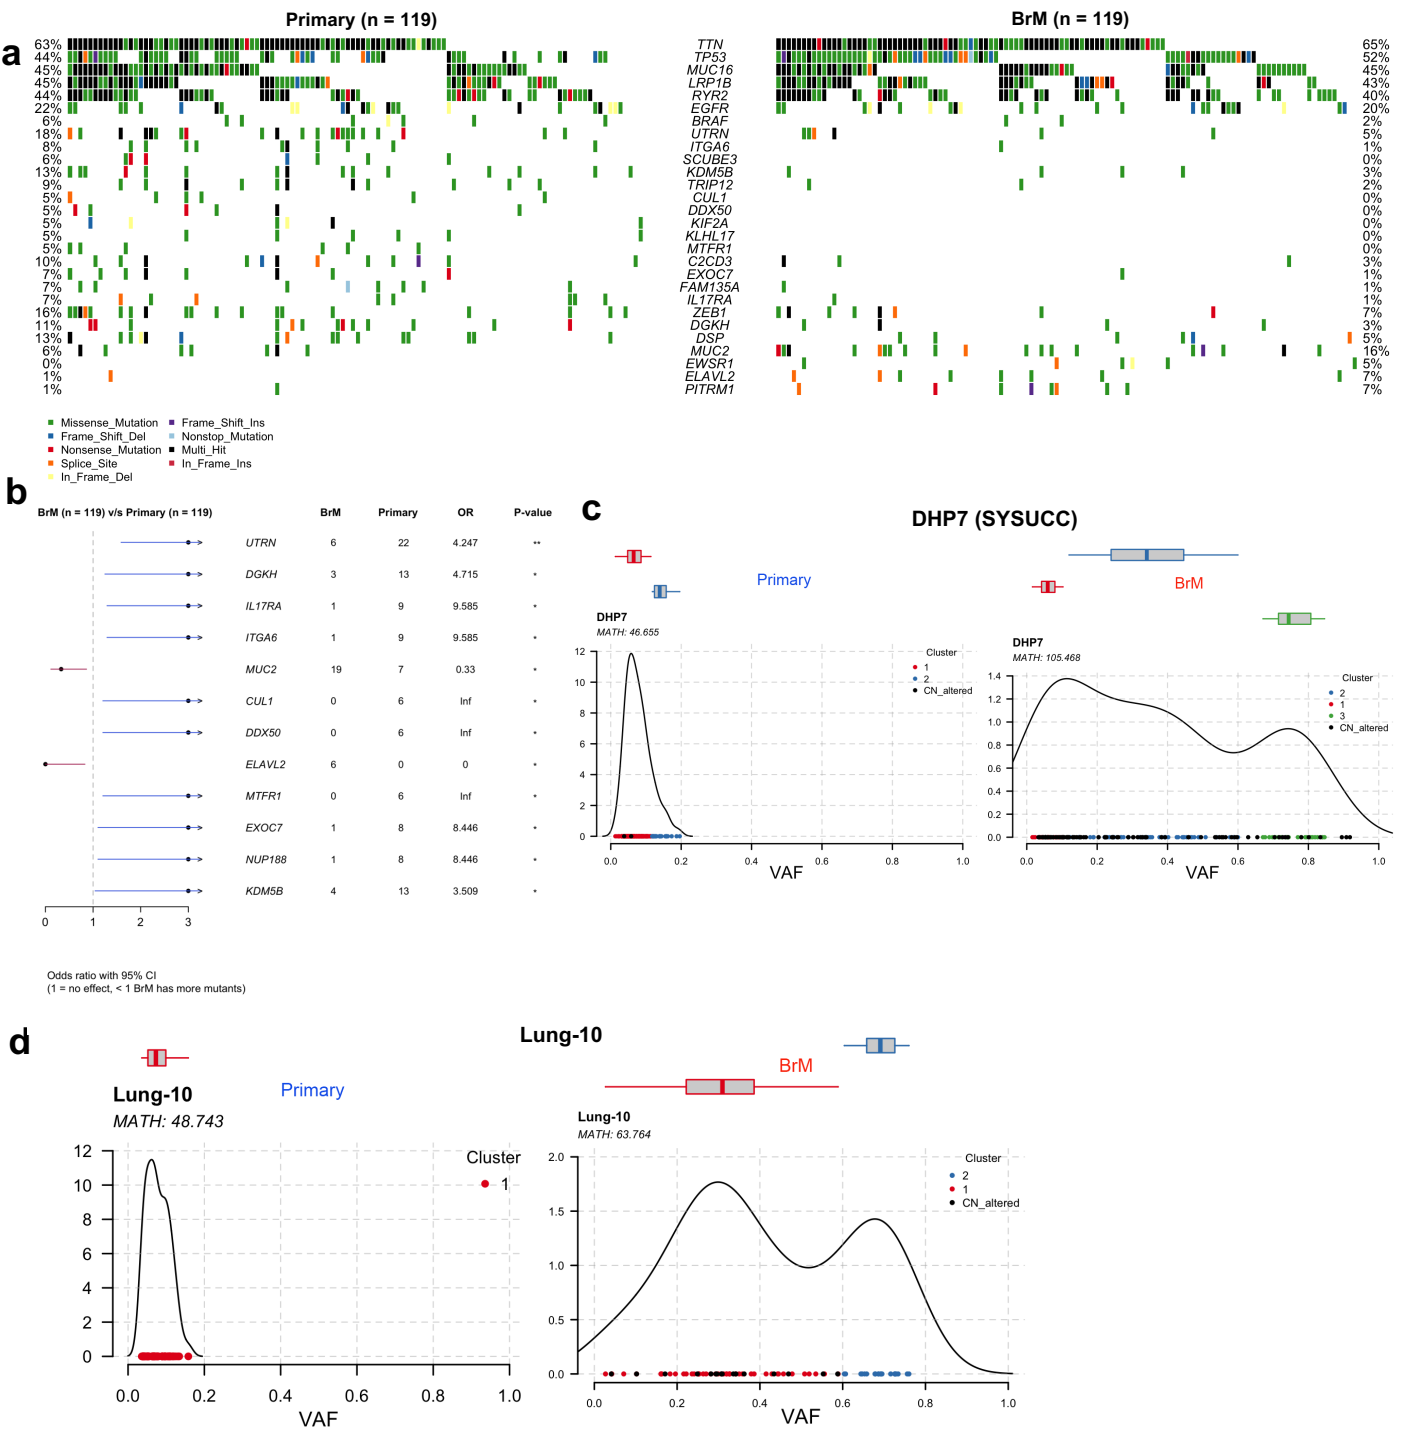 a
Primary (n = 119)
BrM (n = 119)
63% TTN 65%
44% TP53 52%
45% MUC16 45%
45% LRP1B 43%
44% RYR2 40%
22% EGFR 20%
6% BRAF 2%
18% UTRN 5%
8% ITGA6 1%
6% SCUBE3 0%
13% KDM5B 3%
9% TRIP12 2%
5% CUL1 0%
5% DDX50 0%
5% KIF2A 0%
5% KLHL17 0%
5% MTFR1 0%
10% C2CD3 3%
7% EXOC7 1%
7% FAM135A 1%
7% IL17RA 1%
16% ZEB1 7%
11% DGKH 3%
13% DSP 5%
6% MUC2 16%
0% EWSR1 5%
1% ELAVL2 7%
1% PITRM1 7%
Missense_Mutation Frame_Shift_Ins
Frame_Shift_Del Nonstop_Mutation
Nonsense_Mutation Multi_Hit
Splice_Site In_Frame_Ins
In_Frame_Del
b
BrM (n = 119) v/s Primary (n = 119) BrM Primary OR P-value
UTRN 6 22 4.247 **
DGKH 3 13 4.715 *
IL17RA 1 9 9.585 *
ITGA6 1 9 9.585 *
MUC2 19 7 0.33 *
CUL1 0 6 Inf *
DDX50 0 6 Inf *
ELAVL2 6 0 0 *
MTFR1 0 6 Inf *
EXOC7 1 8 8.446 *
NUP188 1 8 8.446 *
KDM5B 4 13 3.509 *
0 1 2 3
Odds ratio with 95% CI
(1 = no effect, < 1 BrM has more mutants)
c
DHP7 (SYSUCC)
Primary
DHP7
MATH: 46.655
Cluster
1
2
CN_altered
12
10
8
6
4
2
0
0.0 0.2 0.4 0.6 0.8 1.0
VAF
BrM
DHP7
MATH: 105.468
Cluster
2
1
3
CN_altered
1.4
1.2
1.0
0.8
0.6
0.4
0.2
0.0
0.0 0.2 0.4 0.6 0.8 1.0
VAF
d
Lung-10
Primary
Lung-10
MATH: 48.743
Cluster
1
12
10
8
6
4
2
0
0.0 0.2 0.4 0.6 0.8 1.0
VAF
BrM
Lung-10
MATH: 63.764
Cluster
2
1
CN_altered
2.0
1.5
1.0
0.5
0.0
0.0 0.2 0.4 0.6 0.8 1.0
VAF